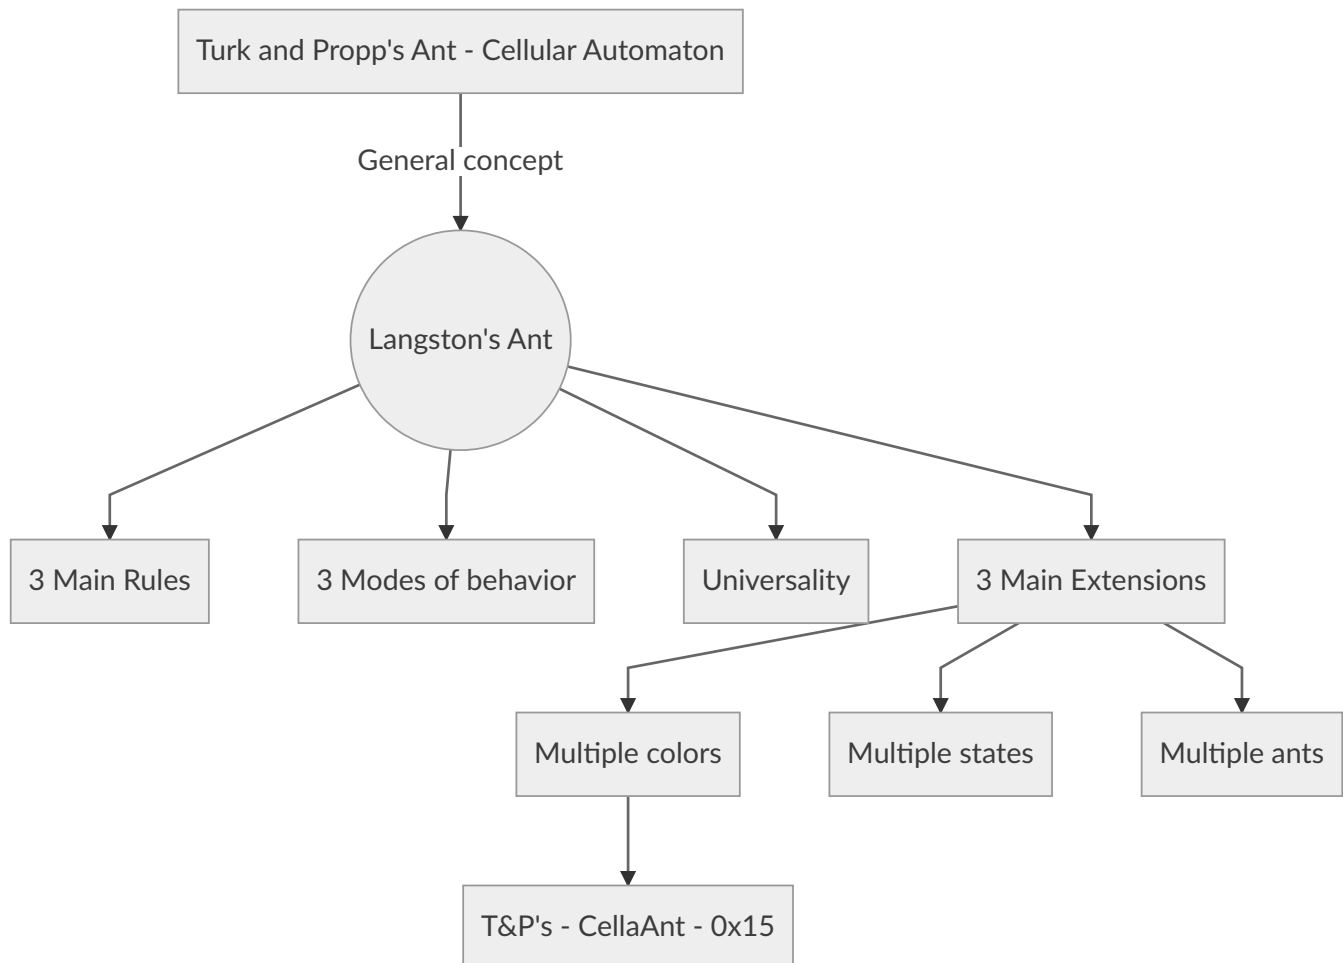 Turk and Propp's Ant - Cellular Automaton
General concept
Langston's Ant
3 Main Rules
3 Modes of behavior
Universality
3 Main Extensions
Multiple colors
Multiple states
Multiple ants
T&P's - CellaAnt - 0x15